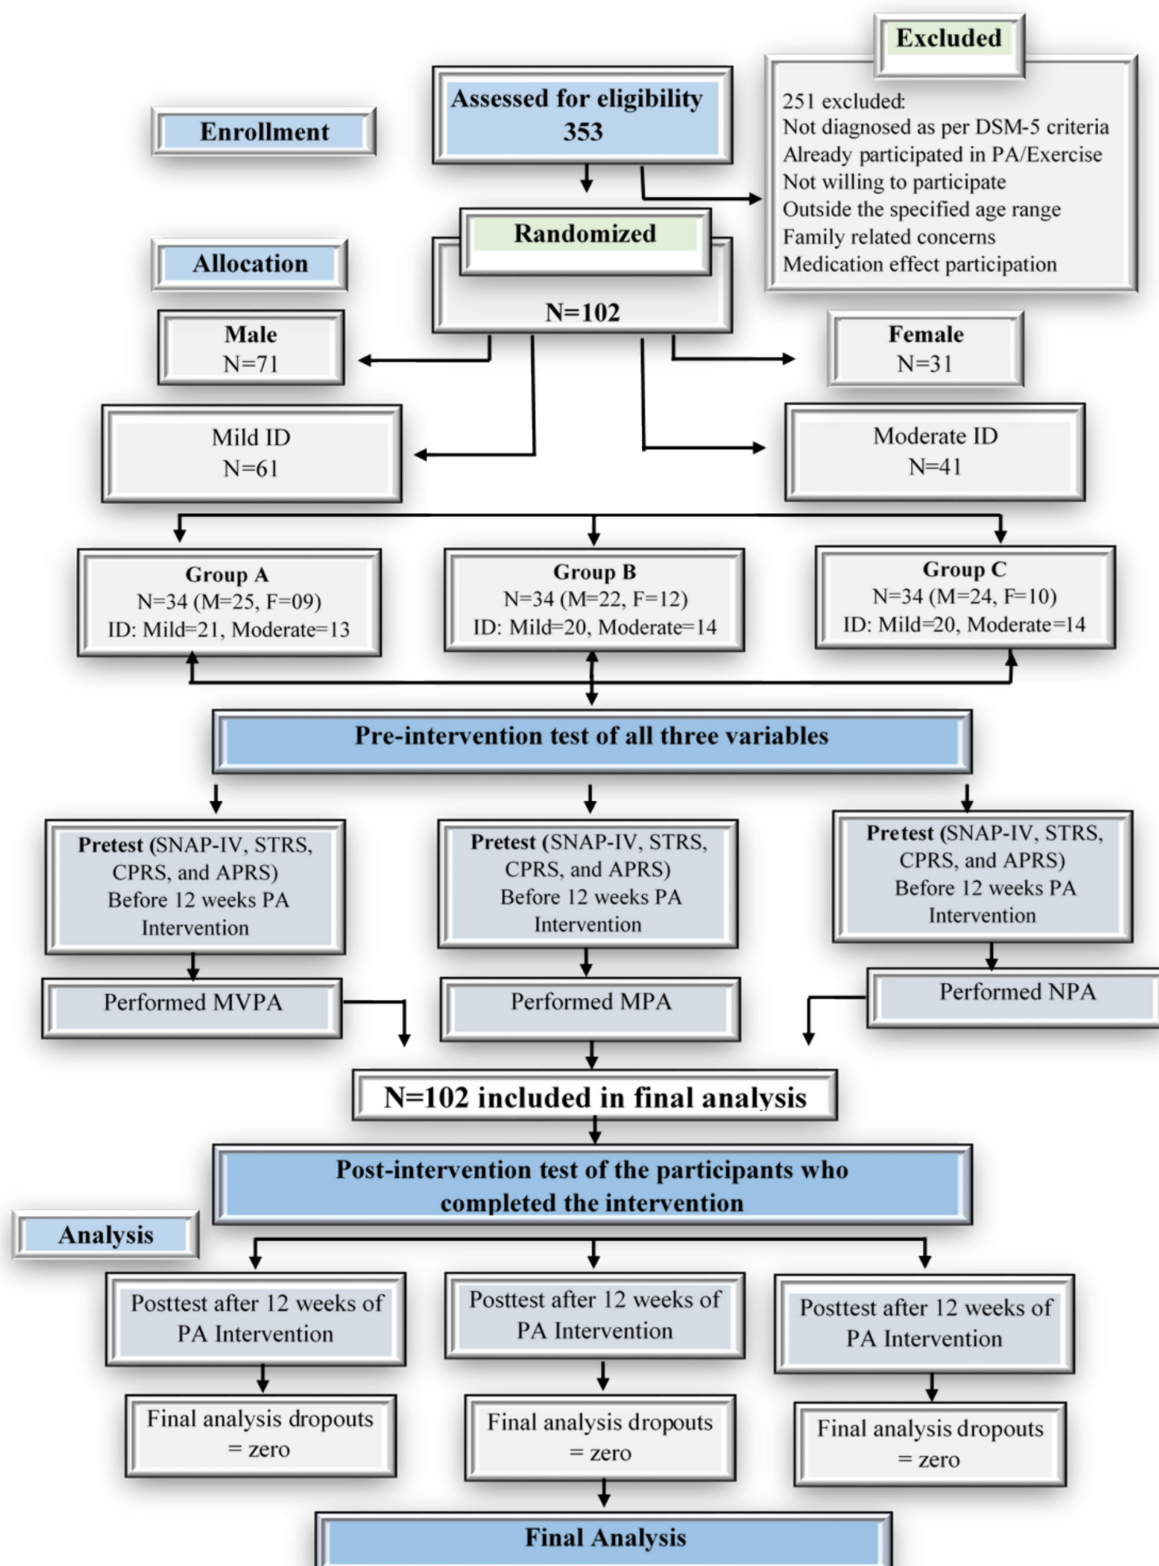 Excluded
251 excluded:
Not diagnosed as per DSM-5 criteria
Already participated in PA/Exercise
Not willing to participate
Outside the specified age range
Family related concerns
Medication effect participation
Assessed for eligibility
353
Enrollment
Randomized
N=102
Allocation
Male
N=71
Female
N=31
Mild ID
N=61
Moderate ID
N=41
Group A
N=34 (M=25, F=09)
ID: Mild=21, Moderate=13
Group B
N=34 (M=22, F=12)
ID: Mild=20, Moderate=14
Group C
N=34 (M=24, F=10)
ID: Mild=20, Moderate=14
Pre-intervention test of all three variables
Pretest (SNAP-IV, STRS,
CPRS, and APRS)
Before 12 weeks PA
Intervention
Pretest (SNAP-IV, STRS,
CPRS, and APRS)
Before 12 weeks PA
Intervention
Pretest (SNAP-IV, STRS,
CPRS, and APRS)
Before 12 weeks PA
Intervention
Performed MVPA
Performed MPA
Performed NPA
N=102 included in final analysis
Post-intervention test of the participants who
completed the intervention
Analysis
Posttest after 12 weeks of
PA Intervention
Posttest after 12 weeks of
PA Intervention
Posttest after 12 weeks of
PA Intervention
Final analysis dropouts
= zero
Final analysis dropouts
= zero
Final analysis dropouts
= zero
Final Analysis